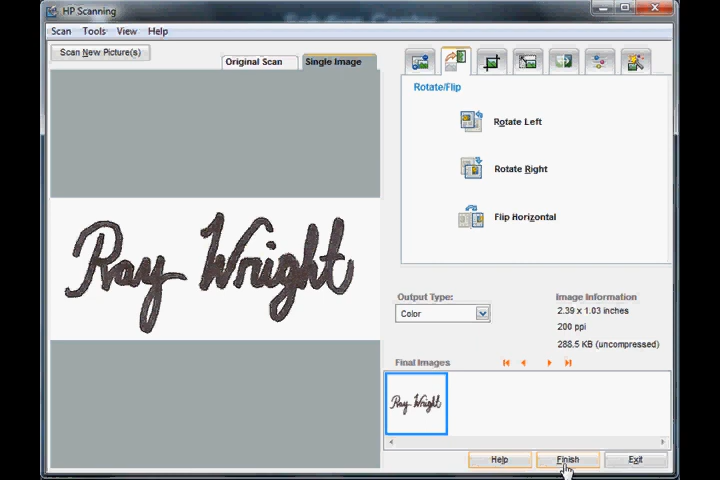 HP Scanning
Scan Tools View Help
Scan New Picture(s)
Original Scan Single Image
Rotate/Flip
Rotate Left
Rotate Right
Flip Horizontal
Ray Wright
Output Type:
Color
Image Information
2.39 x 1.03 inches
200 ppi
288.5 KB (uncompressed)
Final Images
Ray Wright
Help Finish Exit